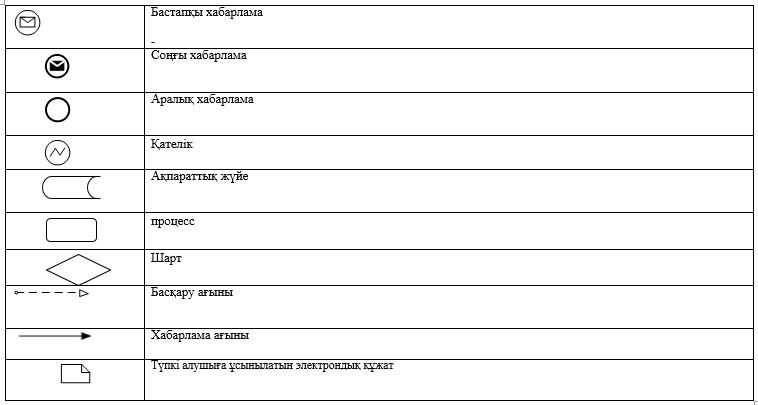 Бастапқы хабарлама
-
Соңғы хабарлама
Аралық хабарлама
Қателік
Ақпараттық жүйе
процесс
Шарт
Басқару ағыны
Хабарлама ағыны
Түпкі алушыға ұсынылатын электрондық құжат